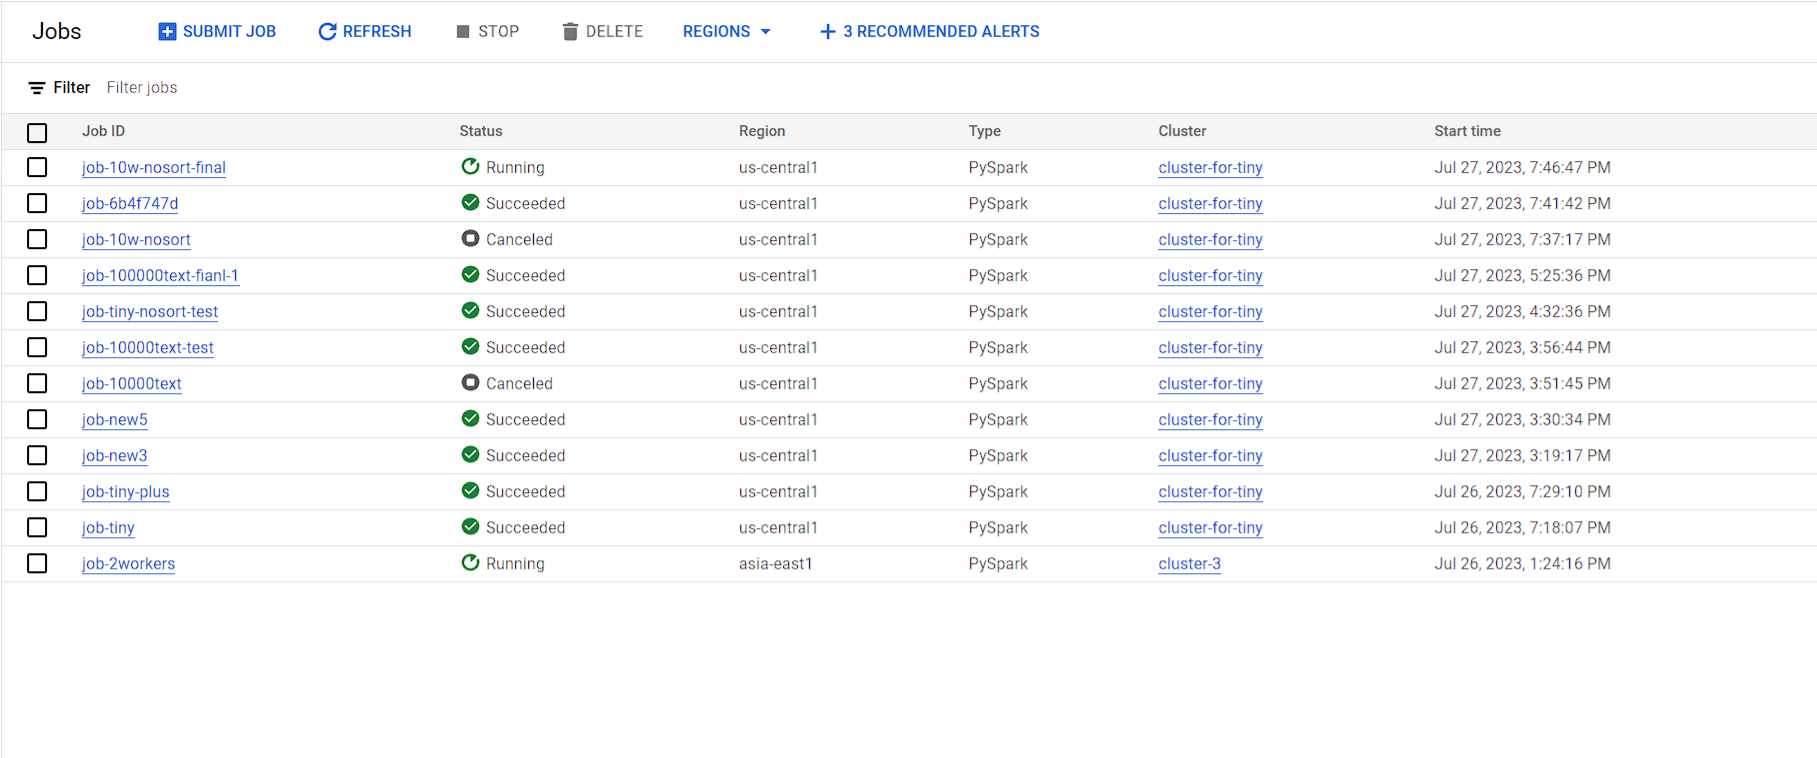 Jobs SUBMIT JOB REFRESH STOP DELETE REGIONS 3 RECOMMENDED ALERTS
Filter Filter jobs
Job ID Status Region Type Cluster Start time
job-10w-nosort-final Running us-central1 PySpark cluster-for-tiny Jul 27, 2023, 7:46:47 PM
job-6b4f747d Succeeded us-central1 PySpark cluster-for-tiny Jul 27, 2023, 7:41:42 PM
job-10w-nosort Canceled us-central1 PySpark cluster-for-tiny Jul 27, 2023, 7:37:17 PM
job-100000text-fianl-1 Succeeded us-central1 PySpark cluster-for-tiny Jul 27, 2023, 5:25:36 PM
job-tiny-nosort-test Succeeded us-central1 PySpark cluster-for-tiny Jul 27, 2023, 4:32:36 PM
job-10000text-test Succeeded us-central1 PySpark cluster-for-tiny Jul 27, 2023, 3:56:44 PM
job-10000text Canceled us-central1 PySpark cluster-for-tiny Jul 27, 2023, 3:51:45 PM
job-new5 Succeeded us-central1 PySpark cluster-for-tiny Jul 27, 2023, 3:30:34 PM
job-new3 Succeeded us-central1 PySpark cluster-for-tiny Jul 27, 2023, 3:19:17 PM
job-tiny-plus Succeeded us-central1 PySpark cluster-for-tiny Jul 26, 2023, 7:29:10 PM
job-tiny Succeeded us-central1 PySpark cluster-for-tiny Jul 26, 2023, 7:18:07 PM
job-2workers Running asia-east1 PySpark cluster-3 Jul 26, 2023, 1:24:16 PM